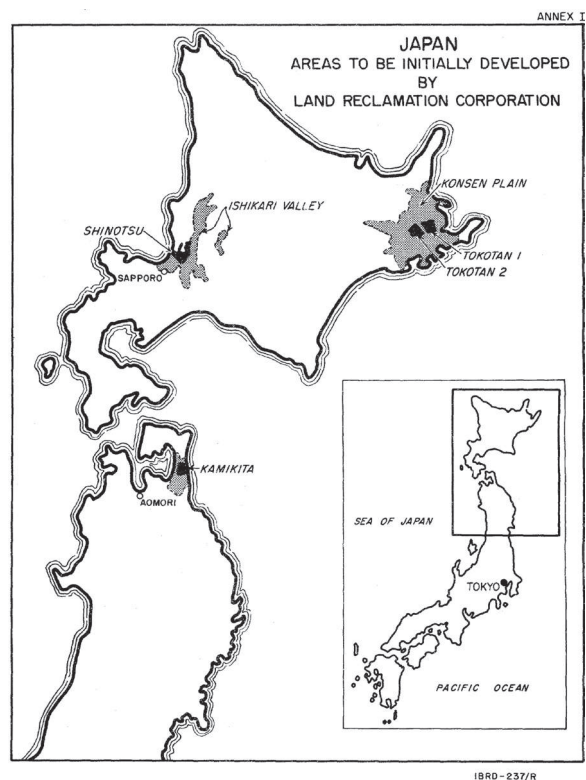 ANNEX I
JAPAN
AREAS TO BE INITIALLY DEVELOPED
BY
LAND RECLAMATION CORPORATION
KONSEN PLAIN
ISHIKARI VALLEY
SHINOTSU
SAPPORO
TOKOTAN 1
TOKOTAN 2
KAMIKITA
AOMORI
SEA OF JAPAN
TOKYO
PACIFIC OCEAN
IBRD-237/R